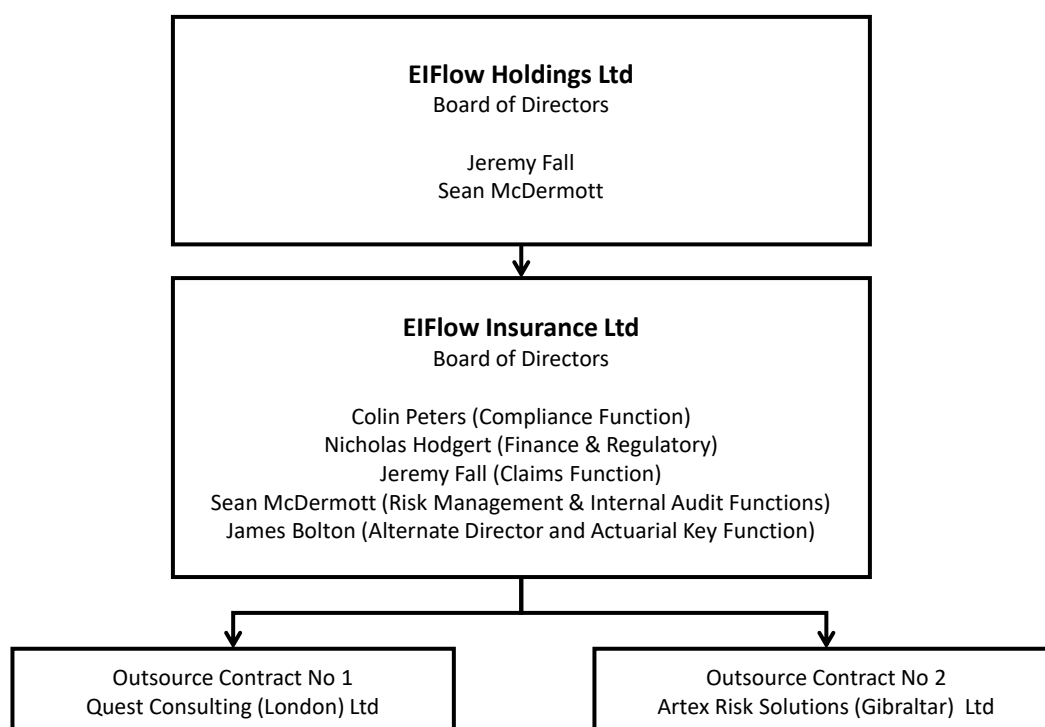 EIFlow Holdings Ltd
Board of Directors
Jeremy Fall
Sean McDermott
EIFlow Insurance Ltd
Board of Directors
Colin Peters (Compliance Function)
Nicholas Hodgert (Finance & Regulatory)
Jeremy Fall (Claims Function)
Sean McDermott (Risk Management & Internal Audit Functions)
James Bolton (Alternate Director and Actuarial Key Function)
Outsource Contract No 1
Quest Consulting (London) Ltd
Outsource Contract No 2
Artex Risk Solutions (Gibraltar) Ltd